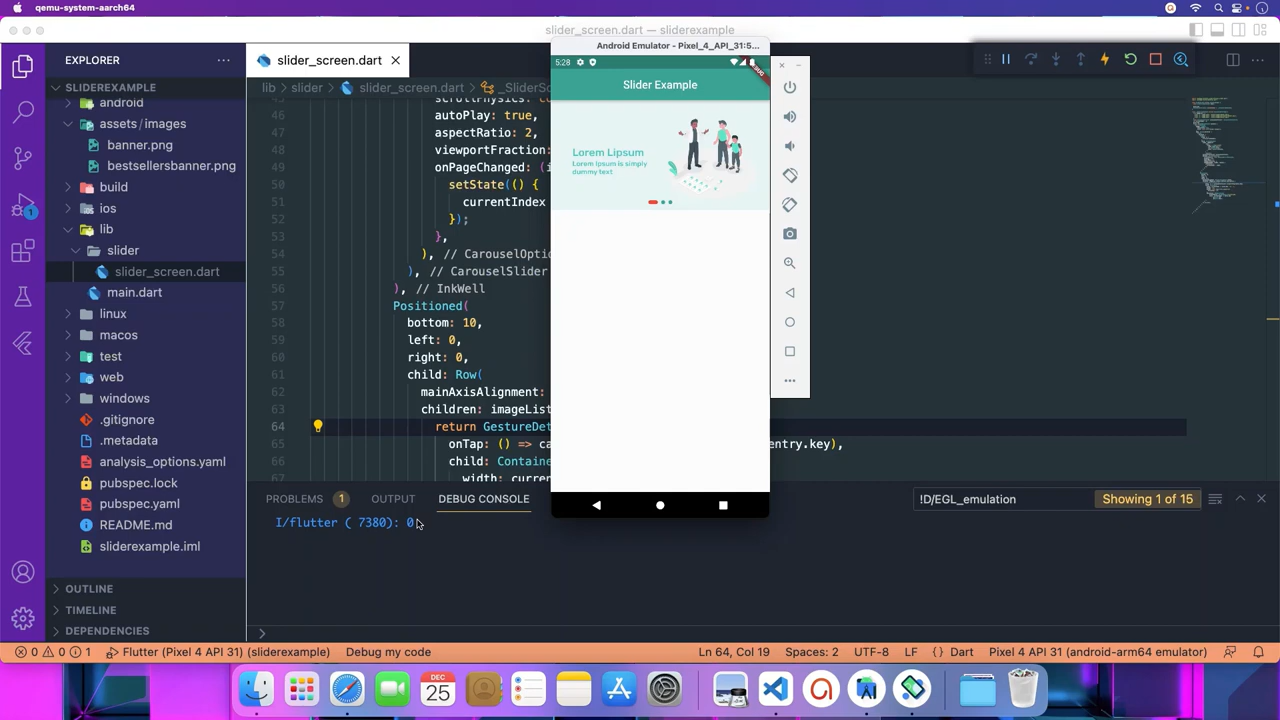 qemu-system-aarch64
slider_screen.dart — sliderexample
EXPLORER
SLIDEREXAMPLE
android
assets/images
banner.png
bestsellersbanner.png
build
ios
lib
slider
slider_screen.dart
main.dart
linux
macos
test
web
windows
.gitignore
.metadata
analysis_options.yaml
pubspec.lock
pubspec.yaml
README.md
sliderexample.iml
OUTLINE
TIMELINE
DEPENDENCIES
1
slider_screen.dart
lib > slider > slider_screen.dart > _SliderSc
46 autoPlay: true,
47 aspectRatio: 2,
48 viewportFraction:
49 onPageChanged: (i
50 setState(() {
51 currentIndex
52 });
53 },
54 ), // CarouselOptio
55 ), // CarouselSlider
56 ), // InkWell
57 Positioned(
58 bottom: 10,
59 left: 0,
60 right: 0,
61 child: Row(
62 mainAxisAlignment:
63 children: imageList
64 return GestureDet
65 onTap: () => ca entry.key),
66 child: Containe
67 width: curren
Android Emulator - Pixel_4_API_31:5...
5:28
DEBUG
Slider Example
Lorem Lipsum
Lorem Ipsum is simply
dummy text
PROBLEMS 1 OUTPUT DEBUG CONSOLE
!D/EGL_emulation
Showing 1 of 15
I/flutter ( 7380): 0
0 0 1 Flutter (Pixel 4 API 31) (sliderexample) Debug my code
Ln 64, Col 19 Spaces: 2 UTF-8 LF {} Dart Pixel 4 API 31 (android-arm64 emulator)
DEC
25